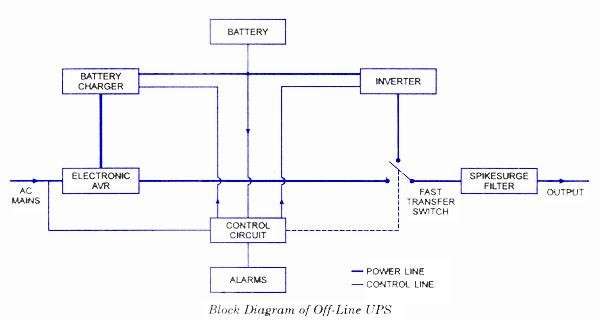 BATTERY
BATTERY
CHARGER
INVERTER
AC
MAINS
ELECTRONIC
AVR
FAST
TRANSFER
SWITCH
SPIKESURGE
FILTER
OUTPUT
CONTROL
CIRCUIT
ALARMS
POWER LINE
CONTROL LINE
Block Diagram of Off-Line UPS